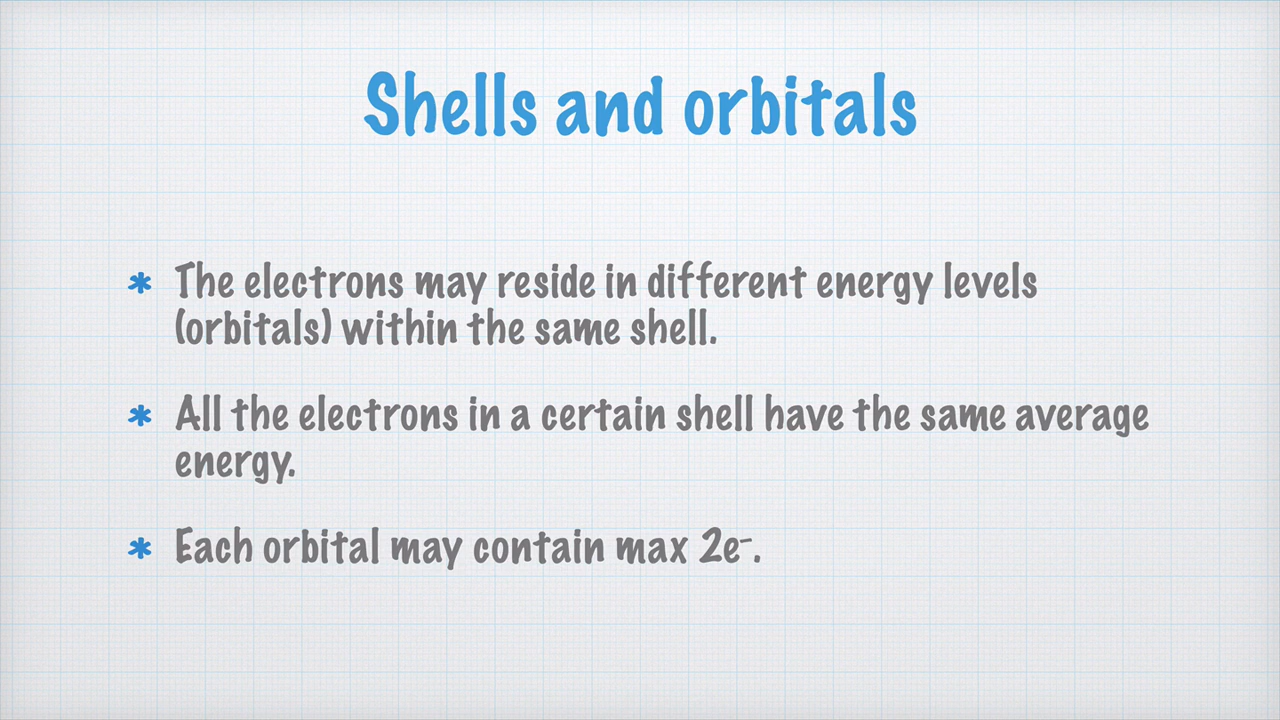 Shells and orbitals
* The electrons may reside in different energy levels
(orbitals) within the same shell.
* All the electrons in a certain shell have the same average
energy.
* Each orbital may contain max 2e⁻.